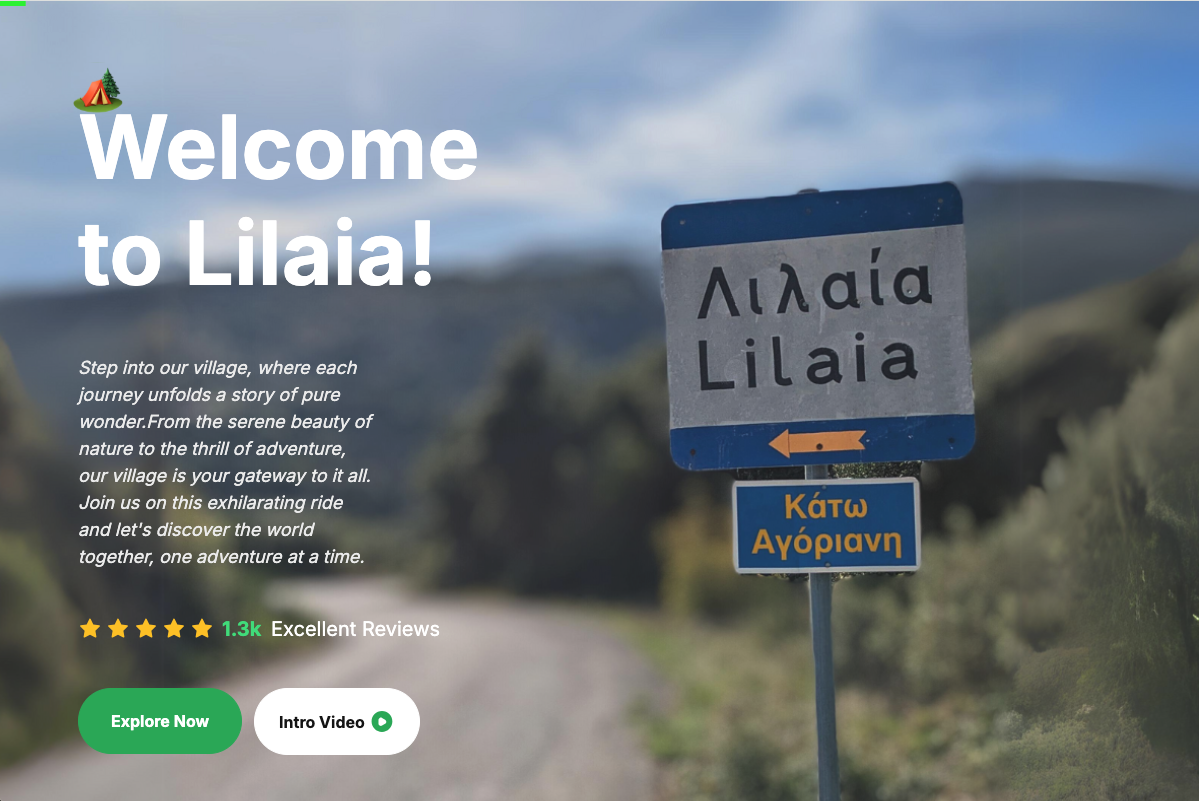 Welcome
to Lilaia!
Step into our village, where each
journey unfolds a story of pure
wonder.From the serene beauty of
nature to the thrill of adventure,
our village is your gateway to it all.
Join us on this exhilarating ride
and let's discover the world
together, one adventure at a time.
1.3k Excellent Reviews
Explore Now
Intro Video
Λιλαία
Lilaia
Κάτω
Αγόριανη